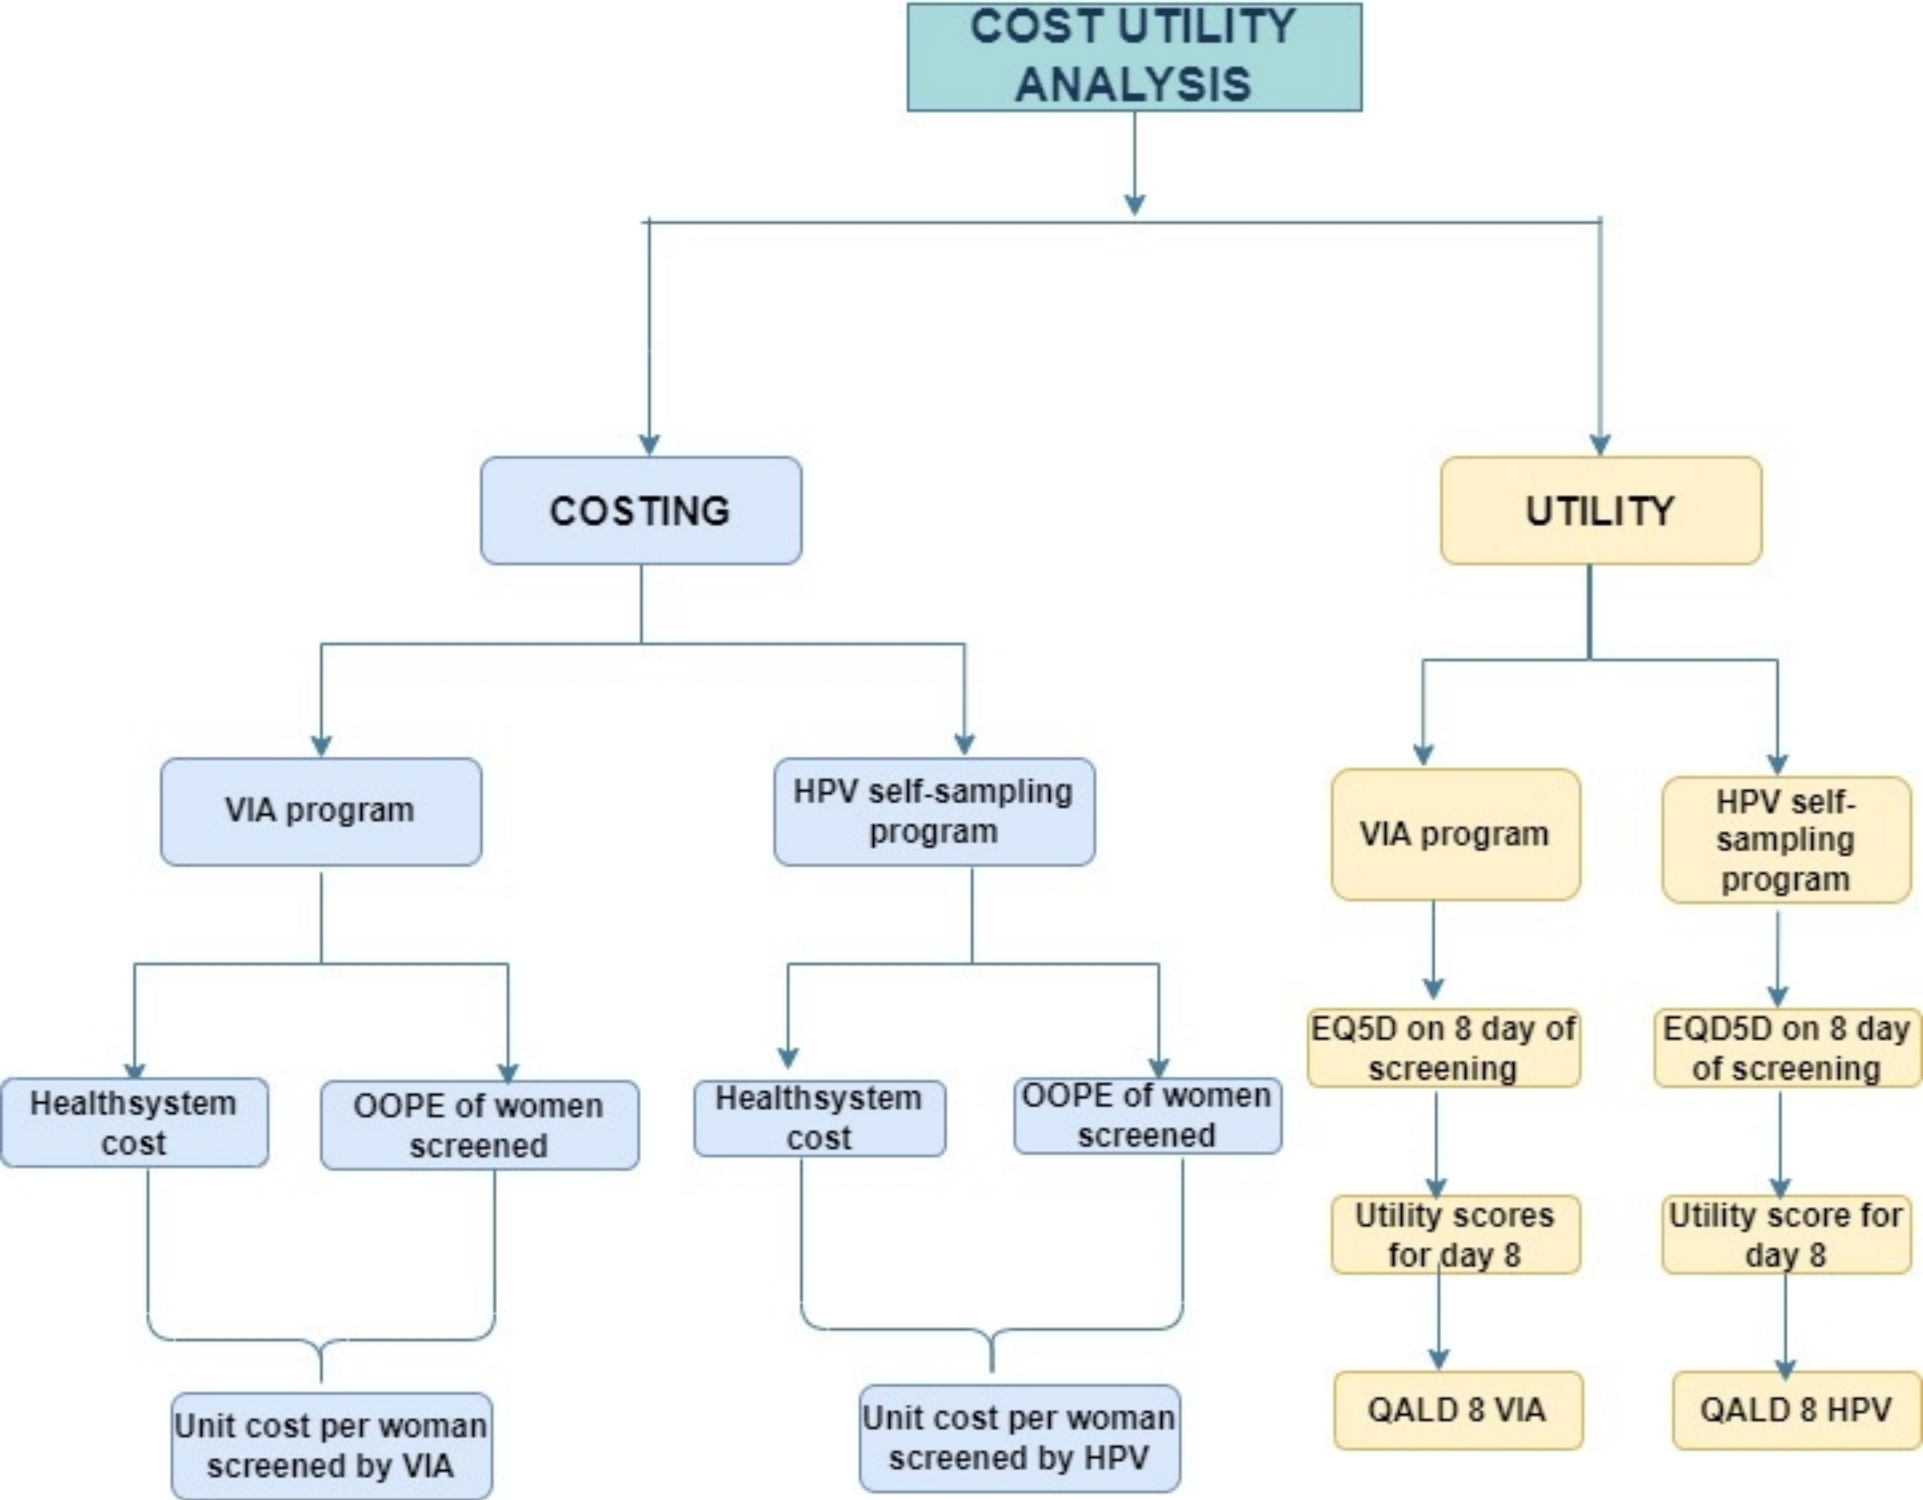 COST UTILITY
ANALYSIS
COSTING
UTILITY
VIA program
HPV self-sampling
program
VIA program
HPV self-
sampling
program
Healthsystem
cost
OOPE of women
screened
Healthsystem
cost
OOPE of women
screened
EQ5D on 8 day of
screening
EQD5D on 8 day
of screening
Utility scores
for day 8
Utility score for
day 8
Unit cost per woman
screened by VIA
Unit cost per woman
screened by HPV
QALD 8 VIA
QALD 8 HPV